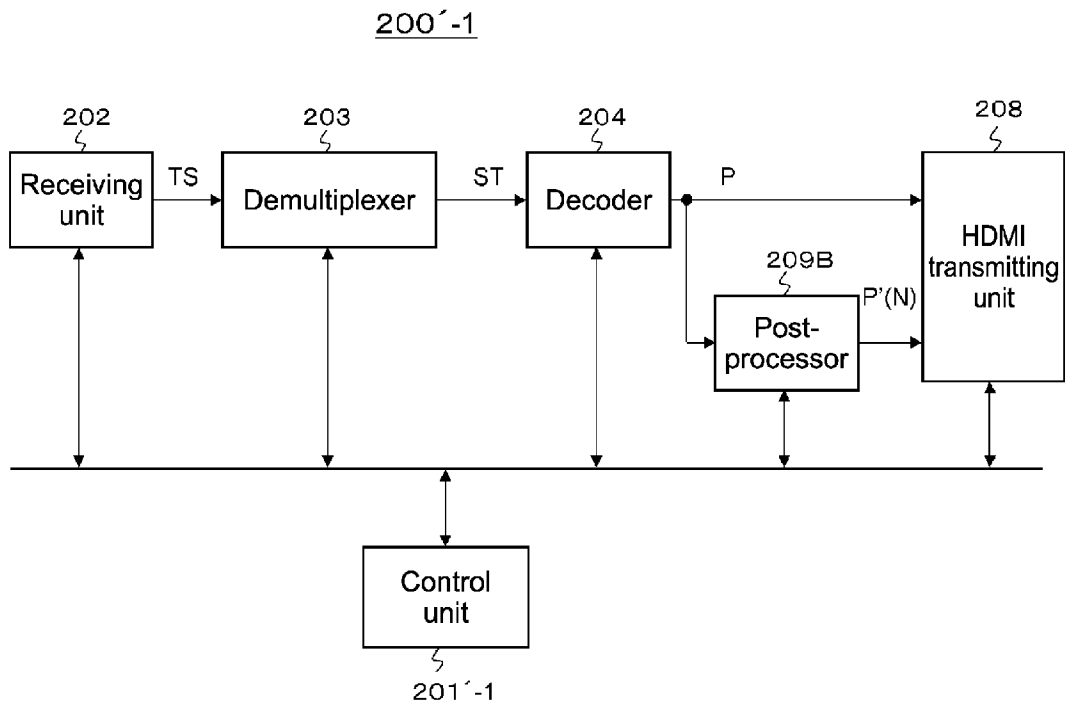 200´-1
202
203
204
208
Receiving
unit
TS
Demultiplexer
ST
Decoder
P
HDMI
transmitting
unit
209B
P’(N)
Post-
processor
Control
unit
201´-1